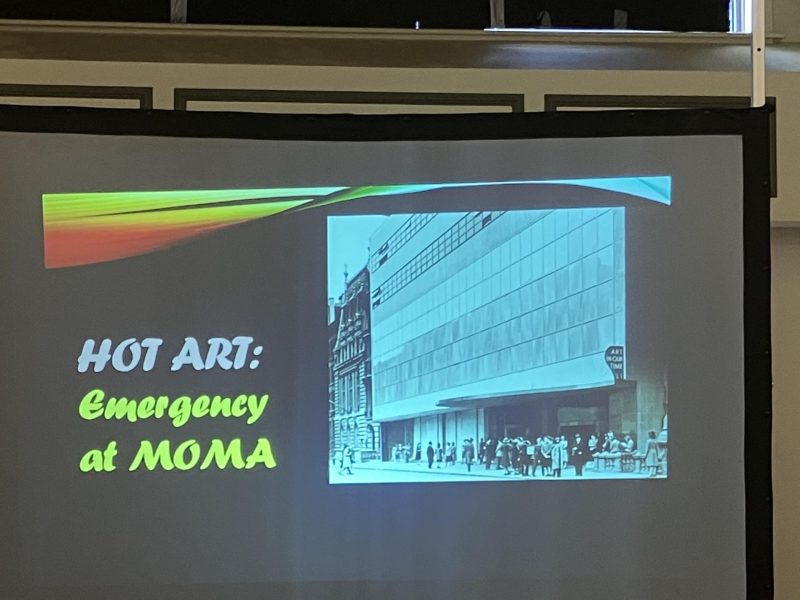 HOT ART:
Emergency
at MOMA
ART
IN OUR
TIME